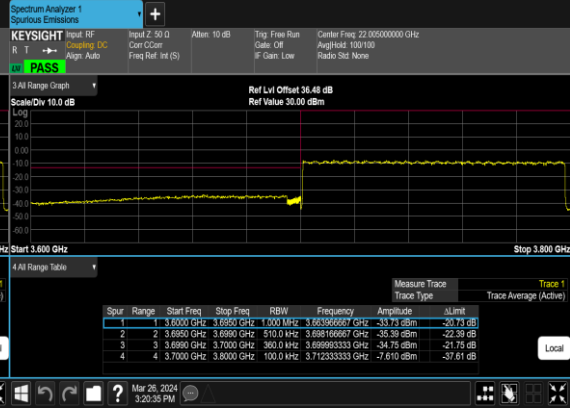 Spectrum Analyzer 1
Spurious Emissions
+
KEYSIGHT Input: RF Input Z: 50 Ω Atten: 10 dB Trig: Free Run Center Freq: 22.005000000 GHz
R T Coupling: DC Corr CCorr Gate: Off Avg|Hold: 100/100
Align: Auto Freq Ref: Int (S) IF Gain: Low Radio Std: None
PASS
3 All Range Graph
Ref Lvl Offset 36.48 dB
Scale/Div 10.0 dB Ref Value 30.00 dBm
Log
20.0
10.0
0.00
-10.0
-20.0
-30.0
-40.0
-50.0
-60.0
Hz Start 3.600 GHz Stop 3.800 GHz
4 All Range Table
Measure Trace Trace 1
Trace Type Trace Average (Active)
Spur Range Start Freq Stop Freq RBW Frequency Amplitude ΔLimit
1 1 3.6000 GHz 3.6950 GHz 1.000 MHz 3.663966667 GHz -33.73 dBm -20.73 dB
2 2 3.6950 GHz 3.6990 GHz 510.0 kHz 3.698166667 GHz -35.39 dBm -22.39 dB
3 3 3.6990 GHz 3.7000 GHz 360.0 kHz 3.699993333 GHz -34.75 dBm -21.75 dB
4 4 3.7000 GHz 3.8000 GHz 100.0 kHz 3.712333333 GHz -7.610 dBm -37.61 dB
Local
? Mar 26, 2024
3:20:35 PM